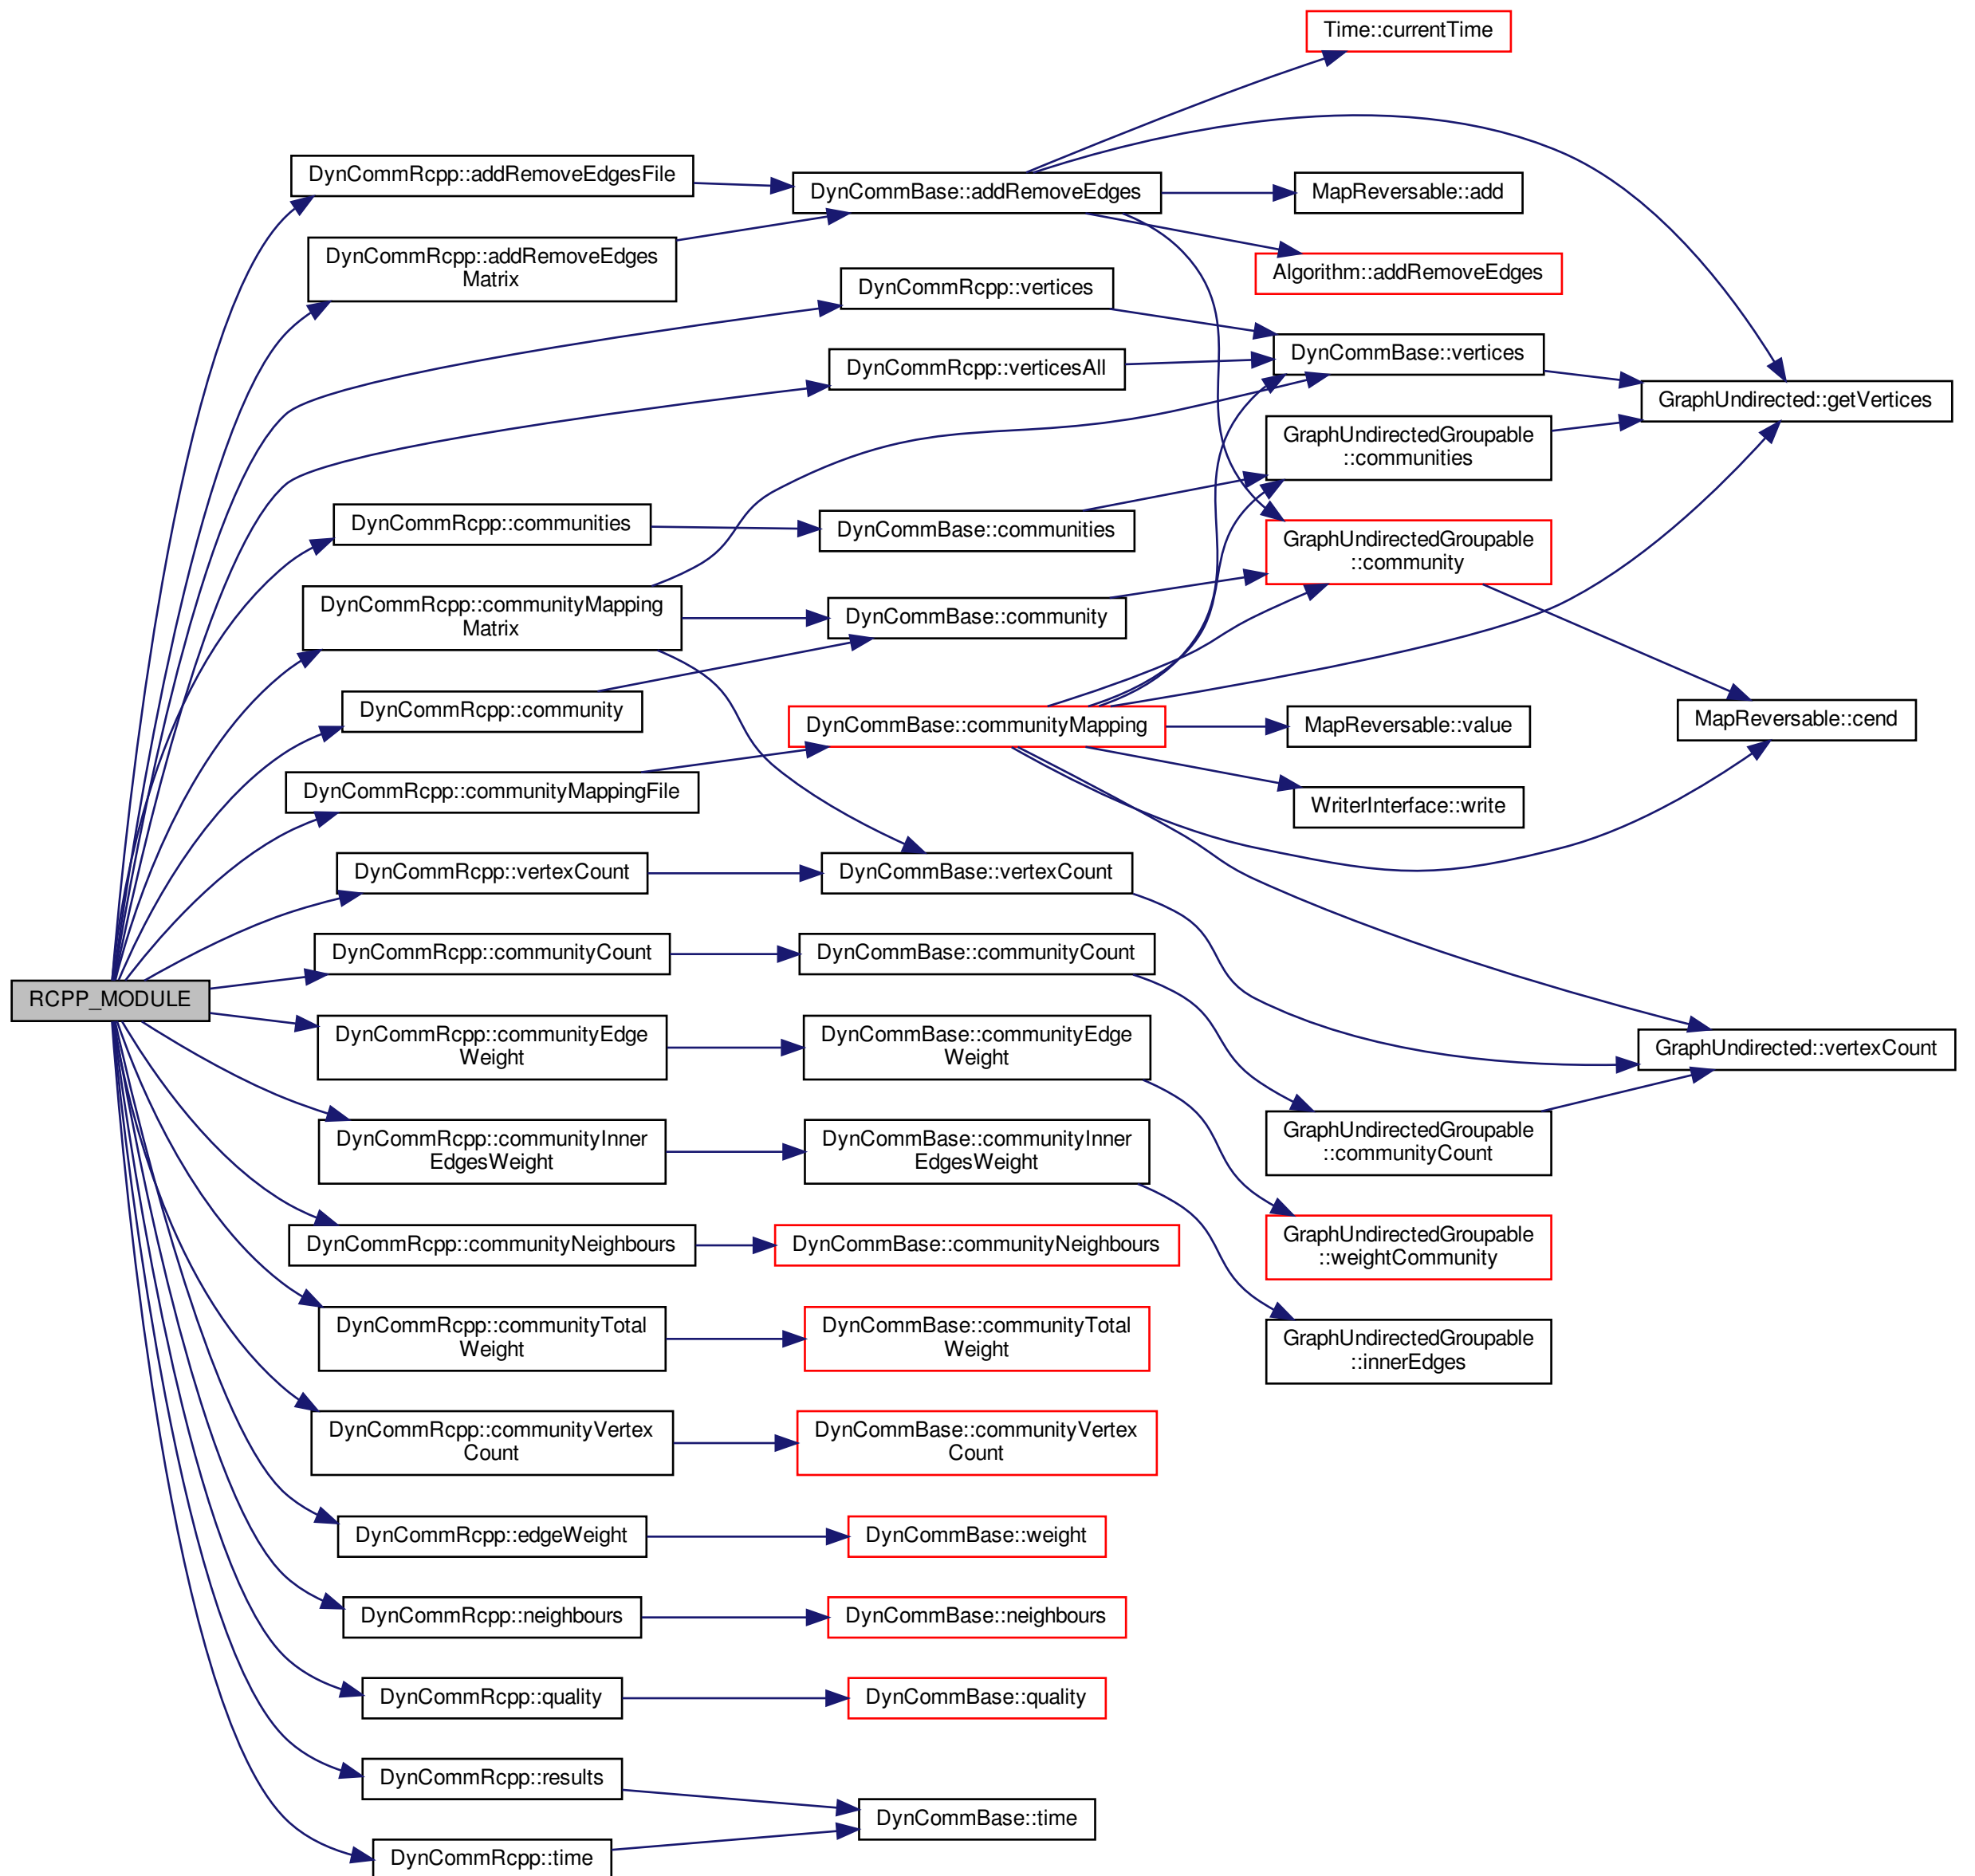 RCPP_MODULE
DynCommRcpp::addRemoveEdgesFile
DynCommRcpp::addRemoveEdges
Matrix
DynCommRcpp::vertices
DynCommRcpp::verticesAll
DynCommRcpp::communities
DynCommRcpp::communityMapping
Matrix
DynCommRcpp::community
DynCommRcpp::communityMappingFile
DynCommRcpp::vertexCount
DynCommRcpp::communityCount
DynCommRcpp::communityEdge
Weight
DynCommRcpp::communityInner
EdgesWeight
DynCommRcpp::communityNeighbours
DynCommRcpp::communityTotal
Weight
DynCommRcpp::communityVertex
Count
DynCommRcpp::edgeWeight
DynCommRcpp::neighbours
DynCommRcpp::quality
DynCommRcpp::results
DynCommRcpp::time
DynCommBase::addRemoveEdges
DynCommBase::communities
DynCommBase::community
DynCommBase::communityMapping
DynCommBase::vertexCount
DynCommBase::communityCount
DynCommBase::communityEdge
Weight
DynCommBase::communityInner
EdgesWeight
DynCommBase::communityNeighbours
DynCommBase::communityTotal
Weight
DynCommBase::communityVertex
Count
DynCommBase::weight
DynCommBase::neighbours
DynCommBase::quality
DynCommBase::time
Time::currentTime
MapReversable::add
Algorithm::addRemoveEdges
DynCommBase::vertices
GraphUndirectedGroupable
::communities
GraphUndirectedGroupable
::community
MapReversable::value
WriterInterface::write
GraphUndirectedGroupable
::communityCount
GraphUndirectedGroupable
::weightCommunity
GraphUndirectedGroupable
::innerEdges
GraphUndirected::getVertices
MapReversable::cend
GraphUndirected::vertexCount